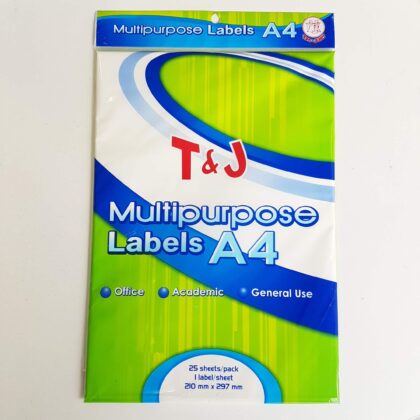 Multipurpose Labels A4
T&J
Multipurpose
Labels A4
Office Academic General Use
25 sheets/pack
1 label/sheet
210 mm x 297 mm